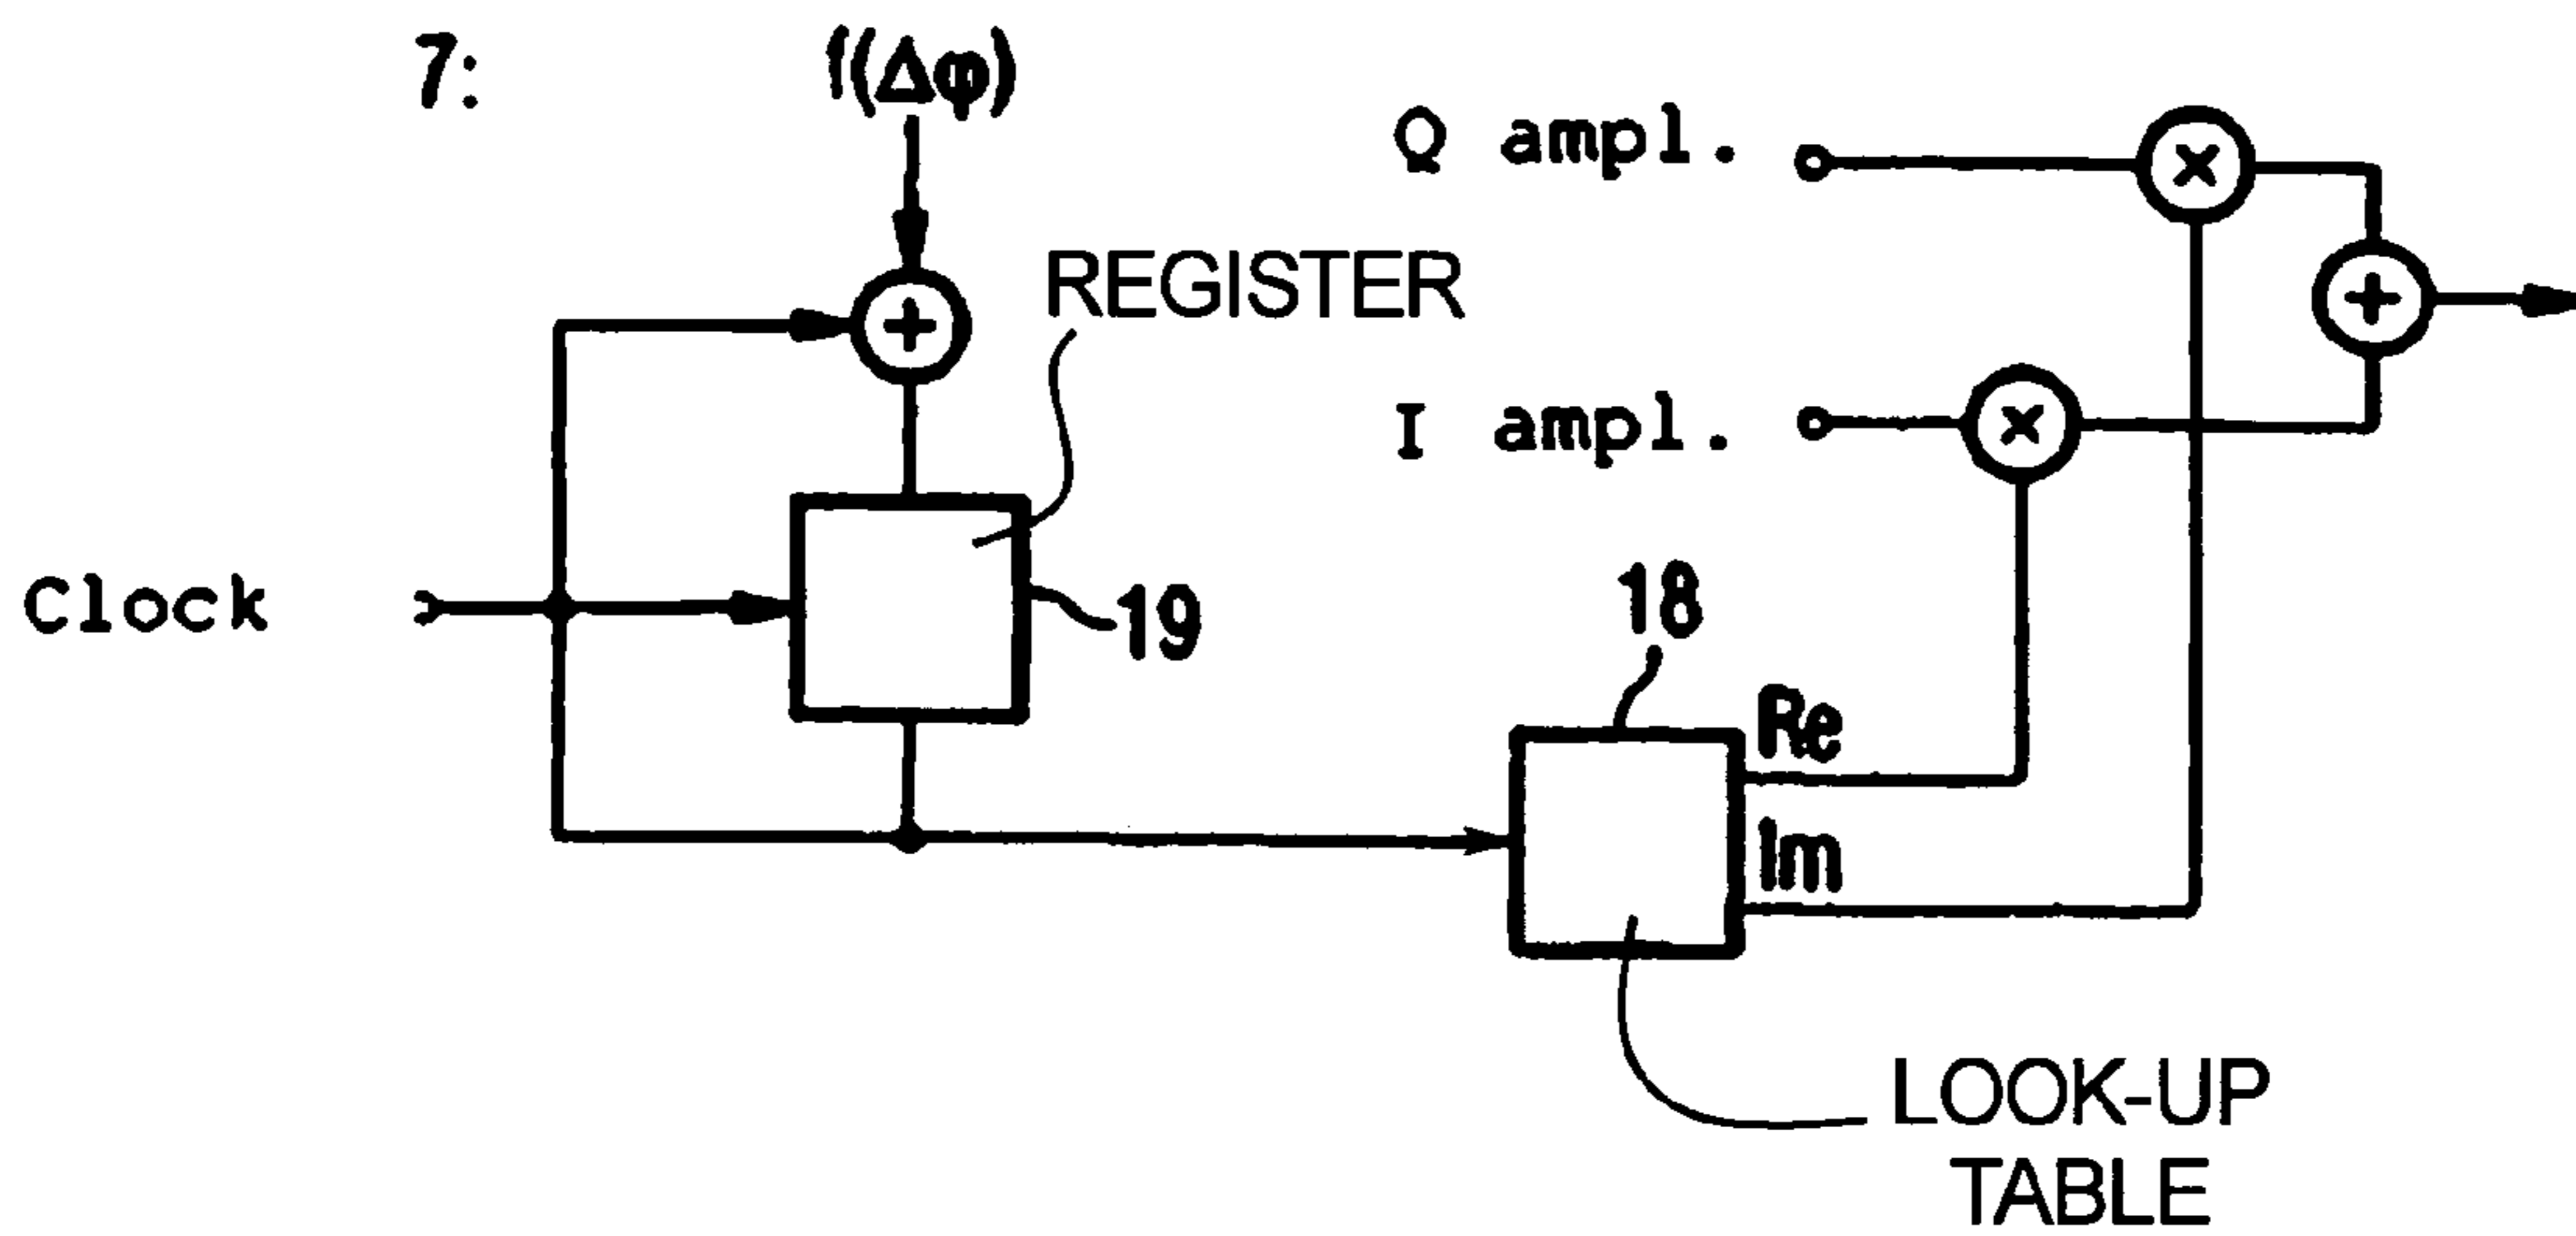 7:
f(Δφ)
Q ampl.
REGISTER
I ampl.
Clock
19
18
Re
Im
LOOK-UP
TABLE